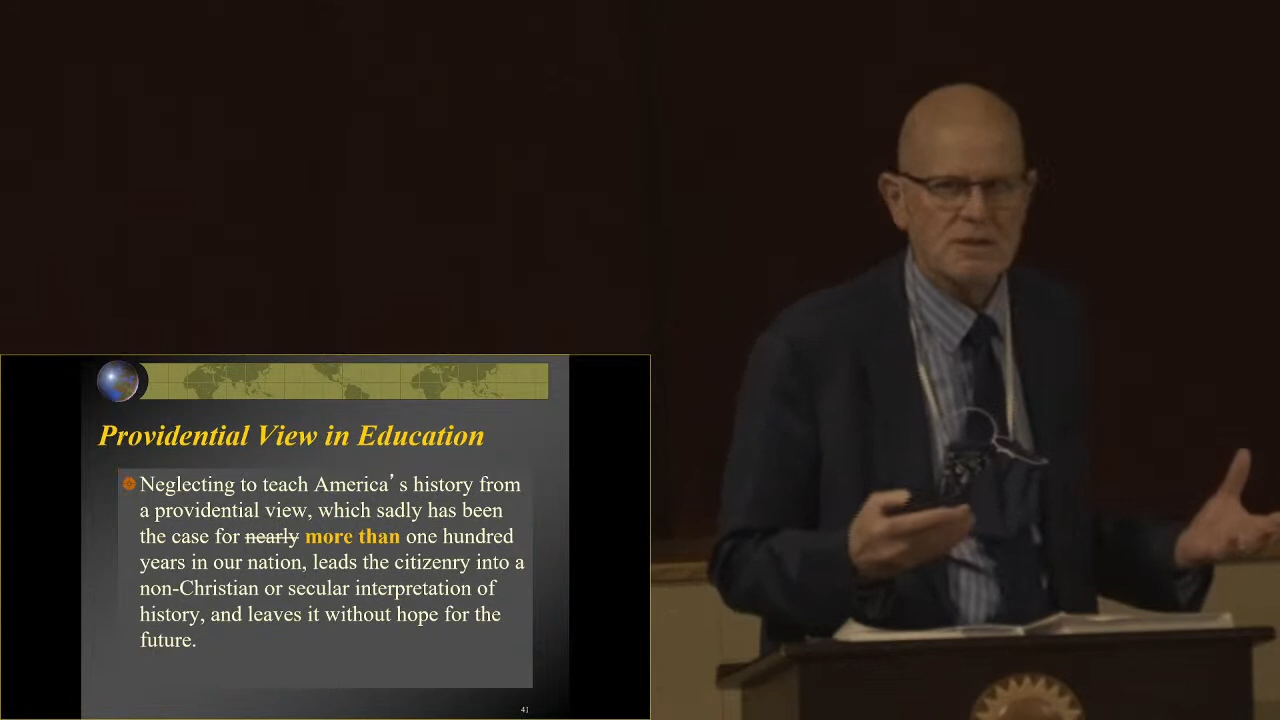 Providential View in Education
Neglecting to teach America's history from
a providential view, which sadly has been
the case for nearly more than one hundred
years in our nation, leads the citizenry into a
non-Christian or secular interpretation of
history, and leaves it without hope for the
future.
41